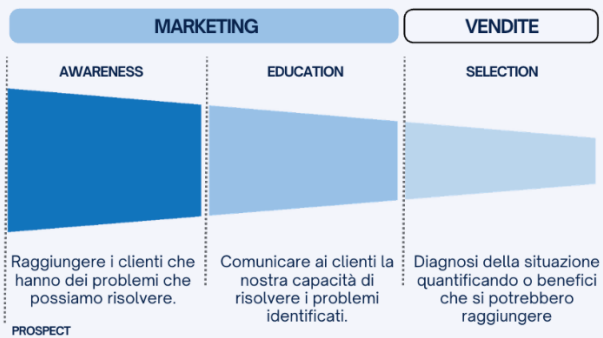 MARKETING
VENDITE
AWARENESS
EDUCATION
SELECTION
Raggiungere i clienti che
hanno dei problemi che
possiamo risolvere.
Comunicare ai clienti la
nostra capacità di
risolvere i problemi
identificati.
Diagnosi della situazione
quantificando o benefici
che si potrebbero
raggiungere
PROSPECT